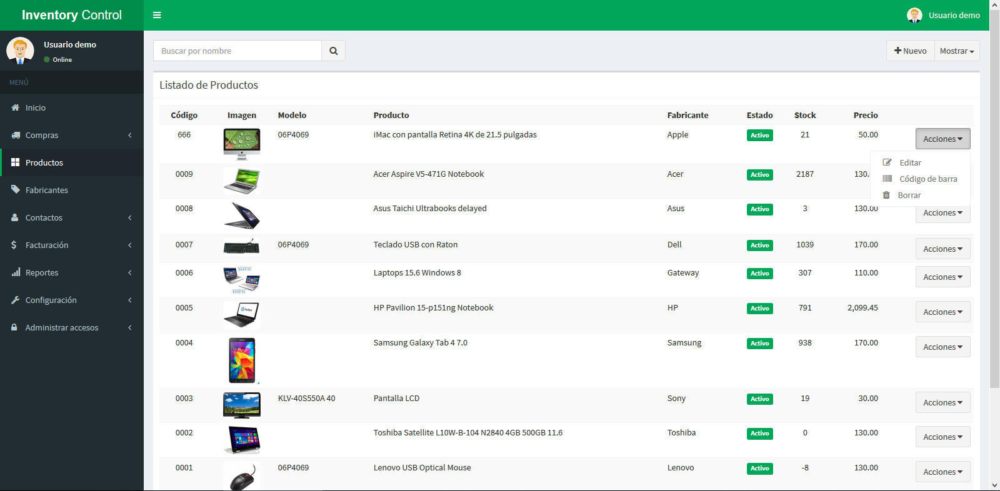 Inventory Control
Usuario demo
Usuario demo
Online
MENÚ
Inicio
Compras
Productos
Fabricantes
Contactos
Facturación
Reportes
Configuración
Administrar accesos
Buscar por nombre
Nuevo Mostrar
Listado de Productos
Código Imagen Modelo Producto Fabricante Estado Stock Precio
666 06P4069 iMac con pantalla Retina 4K de 21.5 pulgadas Apple Activo 21 50.00 Acciones
Editar
Código de barra
Borrar
0009 Acer Aspire V5-471G Notebook Acer Activo 2187 130.
0008 Asus Taichi Ultrabooks delayed Asus Activo 3 130.00 Acciones
0007 06P4069 Teclado USB con Raton Dell Activo 1039 170.00 Acciones
$649.95
0006 Laptops 15.6 Windows 8 Gateway Activo 307 110.00 Acciones
$699.95
0005 HP Pavilion 15-p151ng Notebook HP Activo 791 2,099.45 Acciones
0004 Samsung Galaxy Tab 4 7.0 Samsung Activo 938 170.00 Acciones
0003 KLV-40S550A 40 Pantalla LCD Sony Activo 19 30.00 Acciones
0002 Toshiba Satellite L10W-B-104 N2840 4GB 500GB 11.6 Toshiba Activo 0 130.00 Acciones
0001 06P4069 Lenovo USB Optical Mouse Lenovo Activo -8 130.00 Acciones